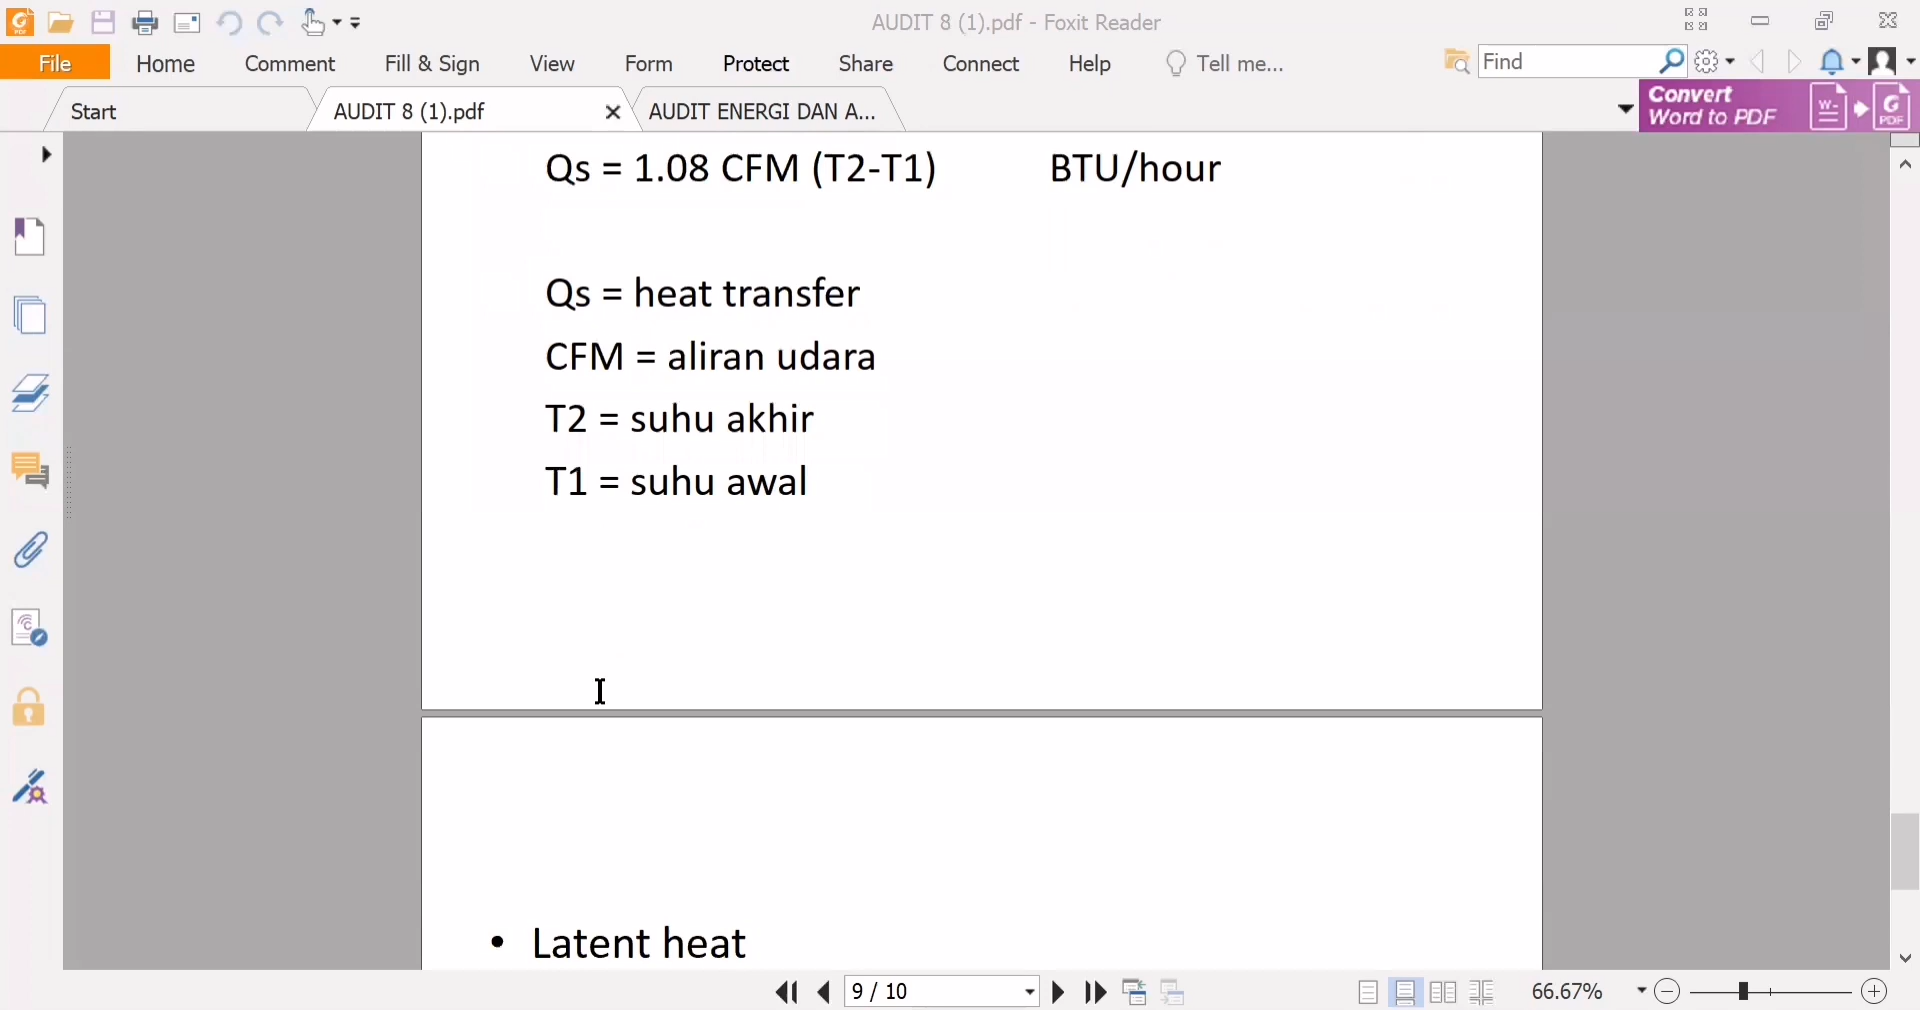 AUDIT 8 (1).pdf - Foxit Reader
File Home Comment Fill & Sign View Form Protect Share Connect Help Tell me... Find
Start AUDIT 8 (1).pdf AUDIT ENERGI DAN A...
Convert
Word to PDF
Qs = 1.08 CFM (T2-T1) BTU/hour
Qs = heat transfer
CFM = aliran udara
T2 = suhu akhir
T1 = suhu awal
• Latent heat
9 / 10 66.67%